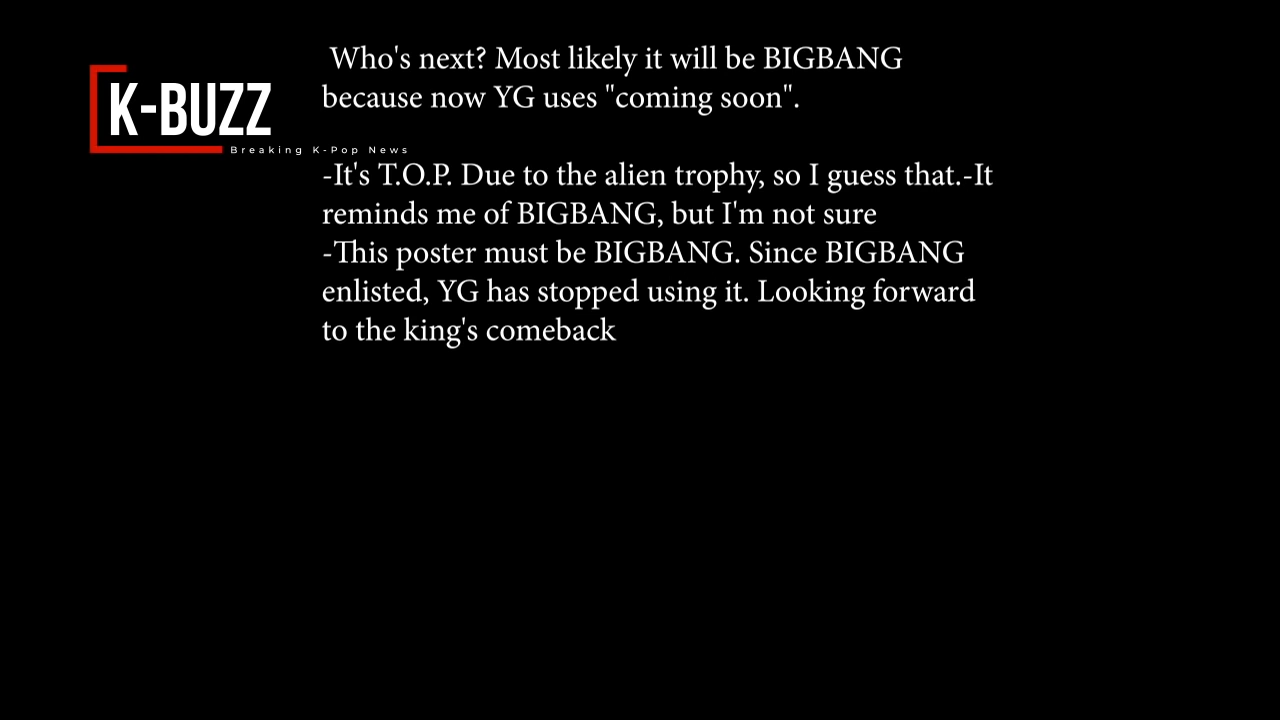 Who's next? Most likely it will be BIGBANG
because now YG uses "coming soon".
K-BUZZ
Breaking K-Pop News
-It's T.O.P. Due to the alien trophy, so I guess that.-It
reminds me of BIGBANG, but I'm not sure
-This poster must be BIGBANG. Since BIGBANG
enlisted, YG has stopped using it. Looking forward
to the king's comeback